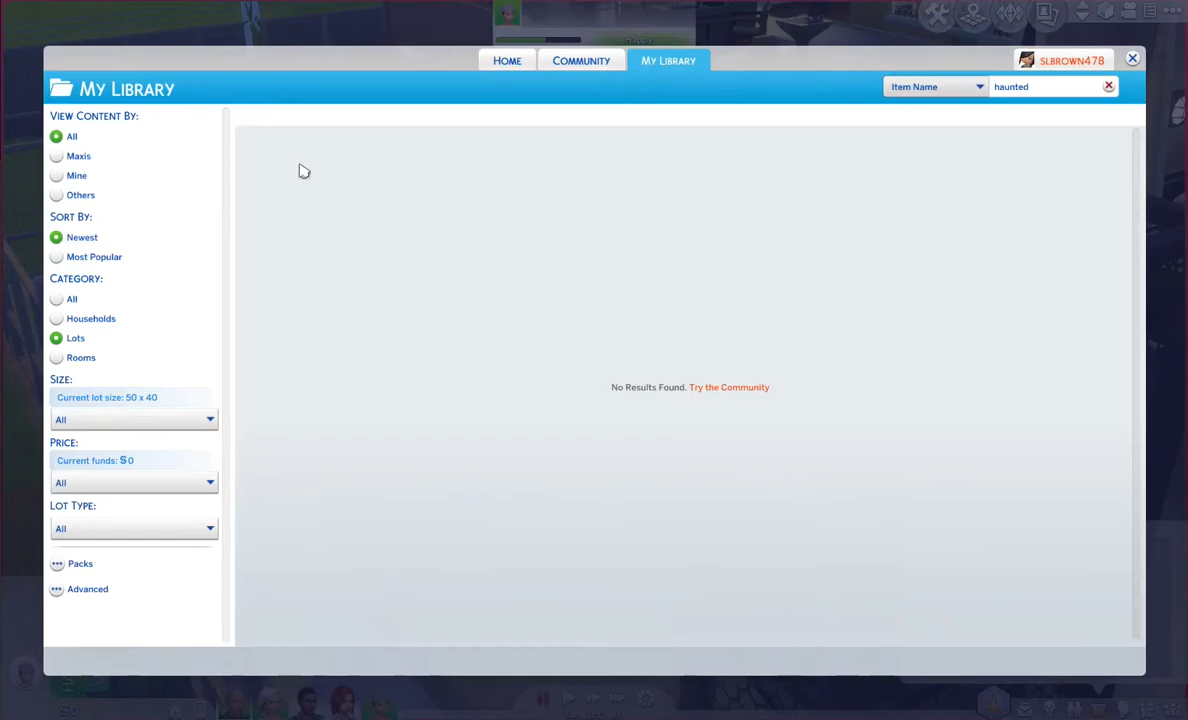 Happy
HOME
COMMUNITY
MY LIBRARY
SLBROWN478
MY LIBRARY
Item Name
haunted
VIEW CONTENT BY:
All
Maxis
Mine
Others
SORT BY:
Newest
Most Popular
CATEGORY:
All
Households
Lots
Rooms
SIZE:
Current lot size: 50 x 40
All
PRICE:
Current funds: §0
All
LOT TYPE:
All
Packs
Advanced
No Results Found. Try the Community